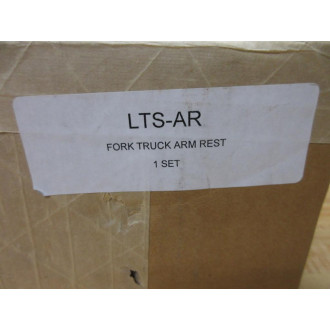 LTS-AR
FORK TRUCK ARM REST
1 SET